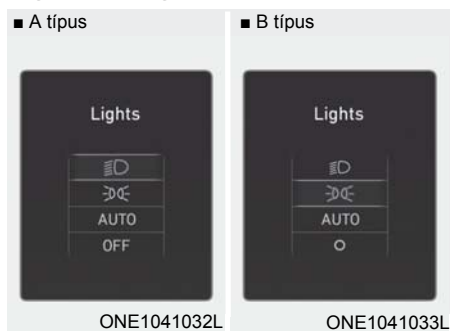 ■ A típus
■ B típus
Lights
AUTO
OFF
ONE1041032L
Lights
AUTO
ONE1041033L